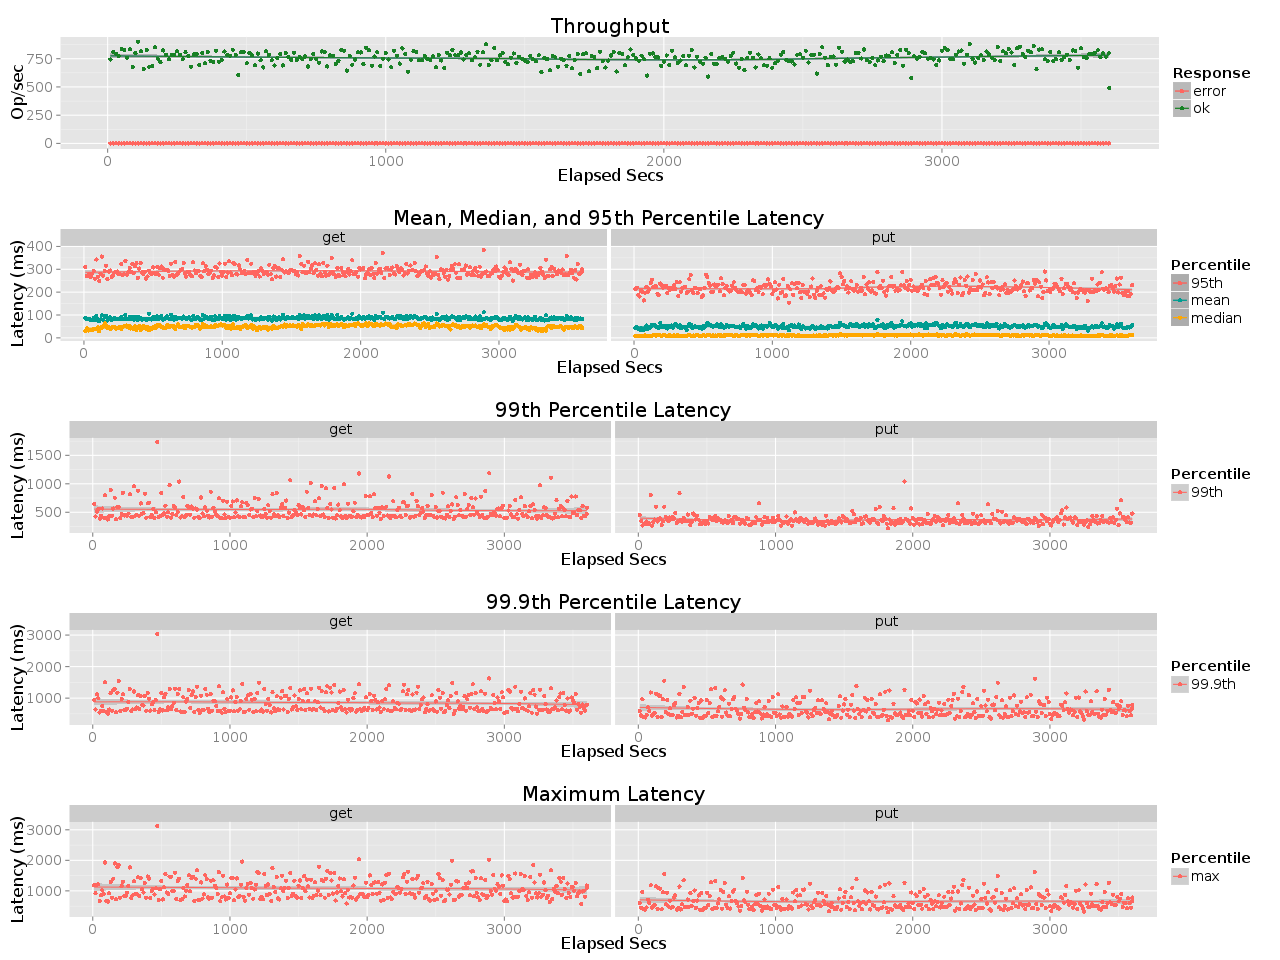 Throughput
Op/sec
750
500
250
0
0 1000 2000 3000
Elapsed Secs
Response
error
ok
Mean, Median, and 95th Percentile Latency
get put
Latency (ms)
400
300
200
100
0
0 1000 2000 3000 0 1000 2000 3000
Elapsed Secs
Percentile
95th
mean
median
99th Percentile Latency
get put
Latency (ms)
1500
1000
500
0 1000 2000 3000 0 1000 2000 3000
Elapsed Secs
Percentile
99th
99.9th Percentile Latency
get put
Latency (ms)
3000
2000
1000
0 1000 2000 3000 0 1000 2000 3000
Elapsed Secs
Percentile
99.9th
Maximum Latency
get put
Latency (ms)
3000
2000
1000
0 1000 2000 3000 0 1000 2000 3000
Elapsed Secs
Percentile
max